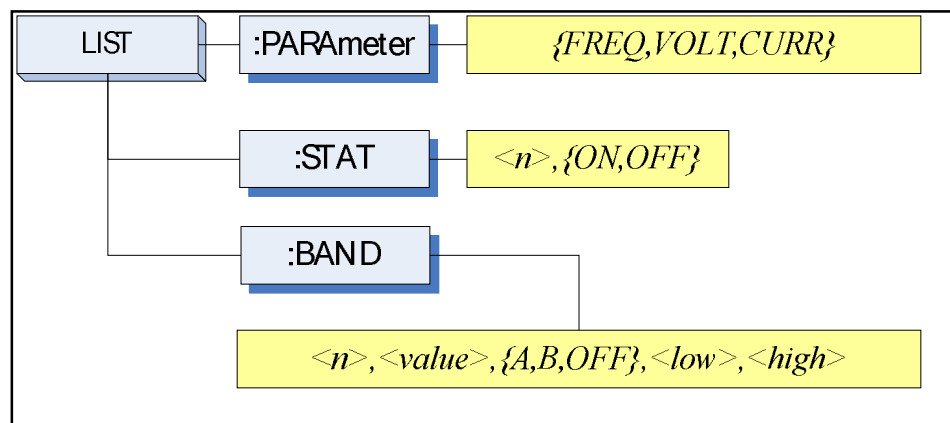 LIST
:PARAmeter
{FREQ,VOLT,CURR}
:STAT
<n>,{ON,OFF}
:BAND
<n>,<value>,{A,B,OFF},<low>,<high>